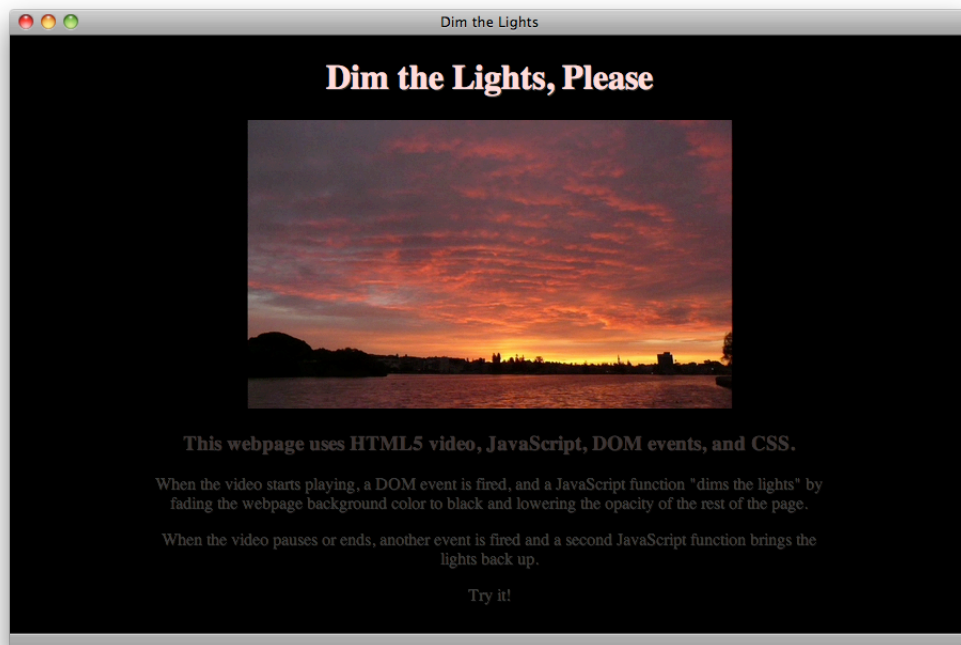 Dim the Lights
Dim the Lights, Please
This webpage uses HTML5 video, JavaScript, DOM events, and CSS.
When the video starts playing, a DOM event is fired, and a JavaScript function "dims the lights" by
fading the webpage background color to black and lowering the opacity of the rest of the page.
When the video pauses or ends, another event is fired and a second JavaScript function brings the
lights back up.
Try it!